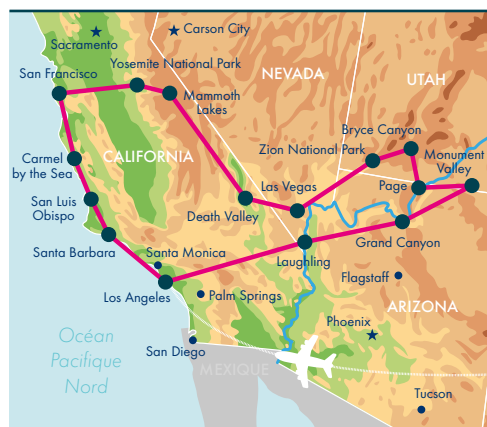 Carson City
Sacramento
Yosemite National Park
San Francisco
NEVADA
UTAH
Mammoth
Lakes
Bryce Canyon
Zion National Park
Monument
Valley
CALIFORNIA
Carmel
by the Sea
Las Vegas
Page
San Luis
Obispo
Death Valley
Grand Canyon
Santa Barbara
Santa Monica
Laughling
Flagstaff
Los Angeles
Palm Springs
ARIZONA
Phoenix
Océan
Pacifique
Nord
San Diego
MEXIQUE
Tucson